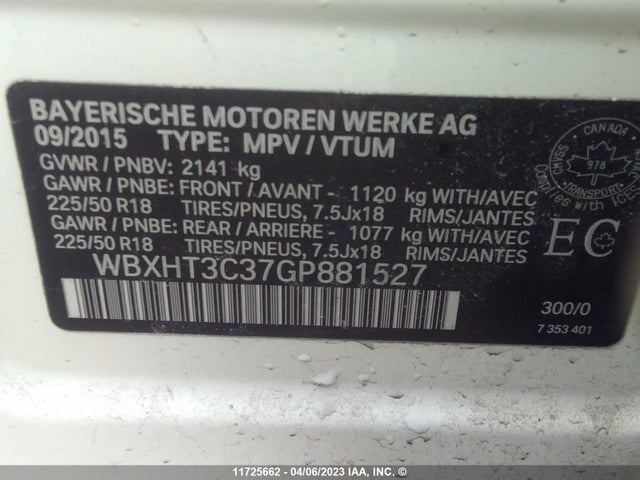 BAYERISCHE MOTOREN WERKE AG
09/2015 TYPE: MPV / VTUM
GVWR / PNBV: 2141 kg
GAWR / PNBE: FRONT / AVANT - 1120 kg WITH/AVEC
225/50 R18 TIRES/PNEUS, 7.5Jx18 RIMS/JANTES
GAWR / PNBE: REAR / ARRIERE - 1077 kg WITH/AVEC
225/50 R18 TIRES/PNEUS, 7.5Jx18 RIMS/JANTES
WBXHT3C37GP881527
CANADA
978
TRANSPORT
EC
300/0
7 353 401
11725662 - 04/06/2023 IAA, INC. ©